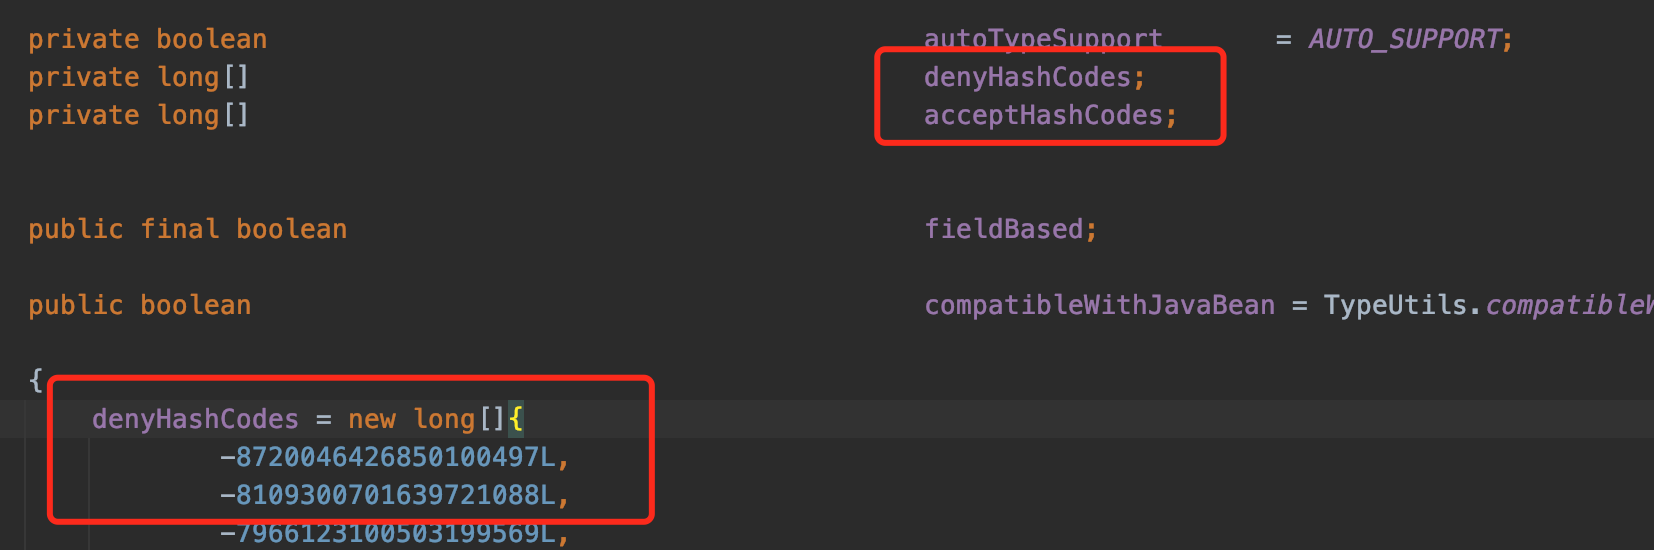 private boolean autoTypeSupport = AUTO_SUPPORT;
private long[] denyHashCodes;
private long[] acceptHashCodes;
public final boolean fieldBased;
public boolean compatibleWithJavaBean = TypeUtils.compatibleW
{
denyHashCodes = new long[]{
-8720046426850100497L,
-8109300701639721088L,
-7966123100503199569L,